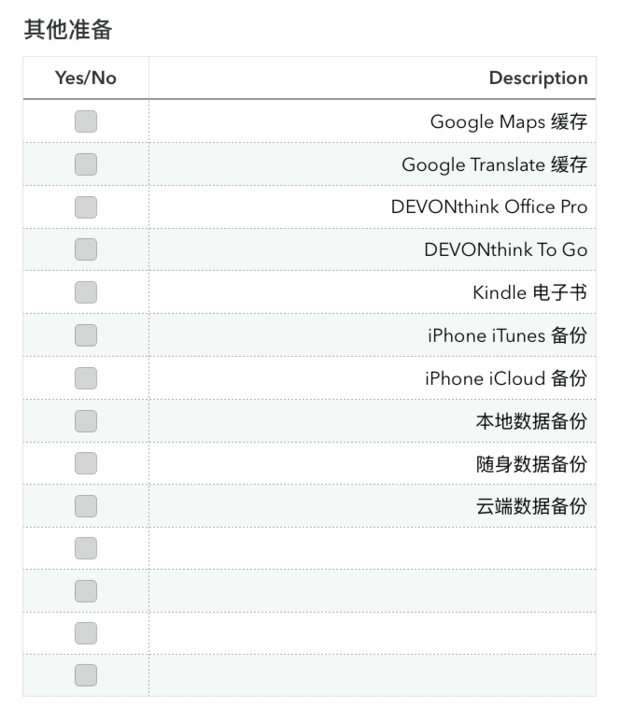 其他准备
Yes/No Description
Google Maps 缓存
Google Translate 缓存
DEVONthink Office Pro
DEVONthink To Go
Kindle 电子书
iPhone iTunes 备份
iPhone iCloud 备份
本地数据备份
随身数据备份
云端数据备份